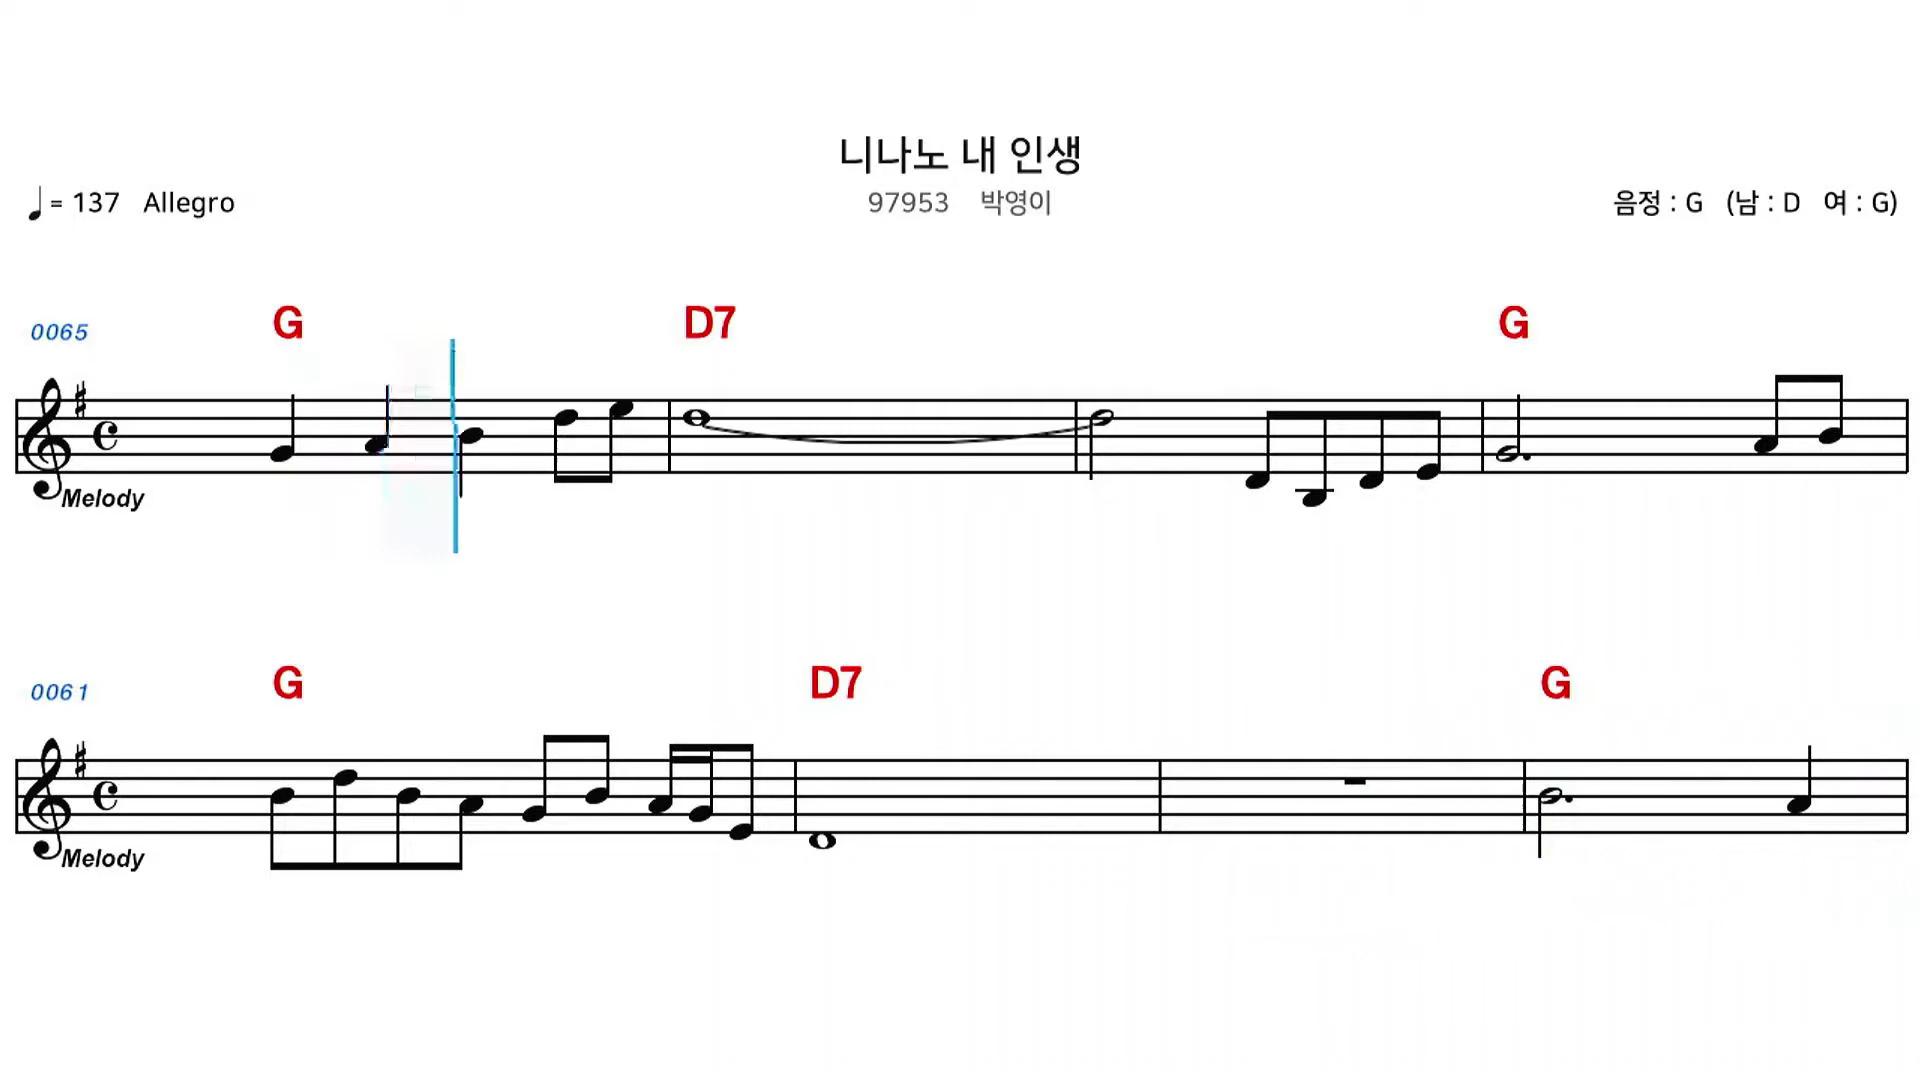 니나노 내 인생
♩= 137 Allegro
97953 박영이
음정 : G (남 : D 여 : G)
0065
G D7 G
Melody
0061
G D7 G
Melody